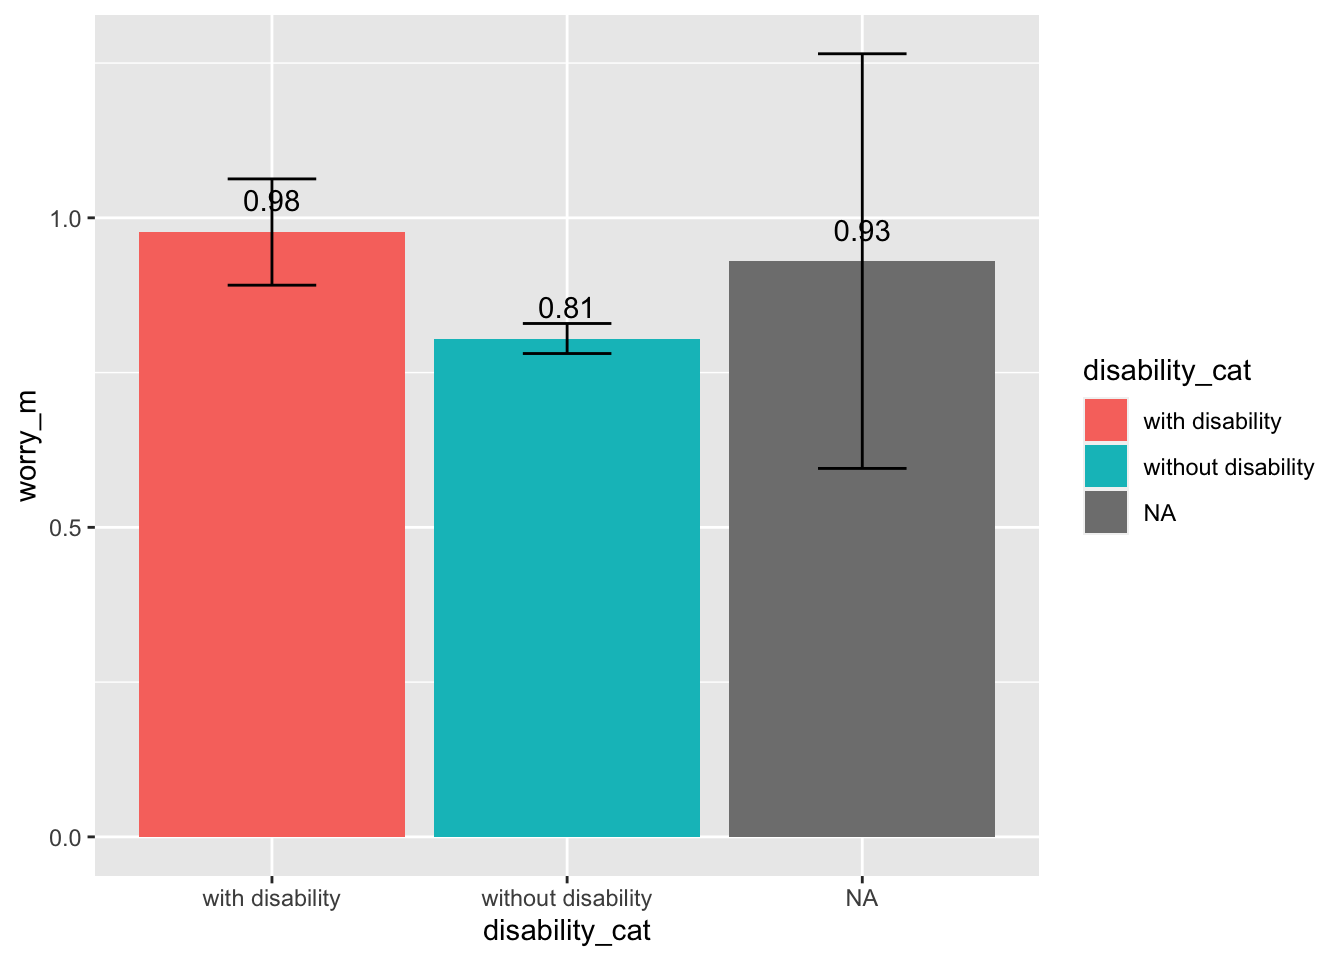 worry_m
1.0
0.5
0.0
0.98
0.81
0.93
with disability
without disability
NA
disability_cat
disability_cat
with disability
without disability
NA